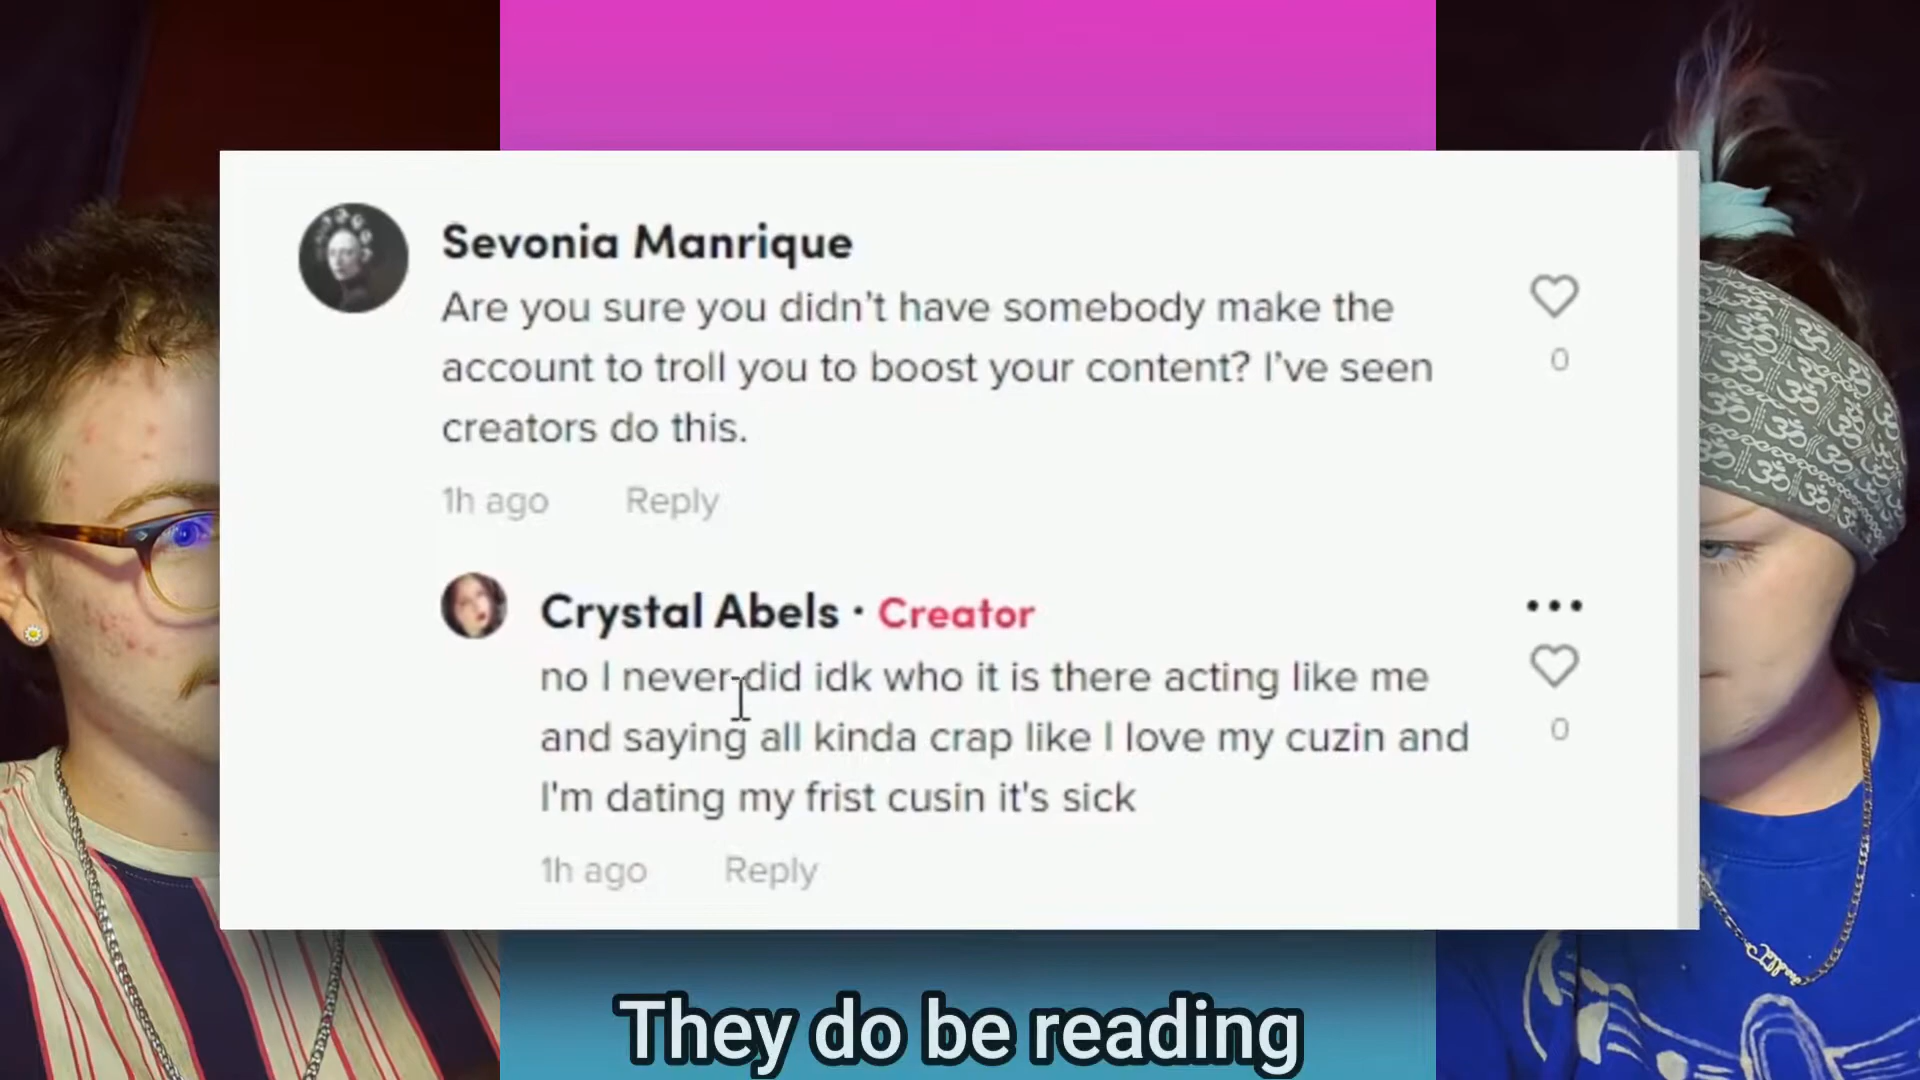 Sevonia Manrique
Are you sure you didn't have somebody make the
account to troll you to boost your content? I've seen
creators do this.
0
1h ago Reply
Crystal Abels · Creator
no I never did idk who it is there acting like me
and saying all kinda crap like I love my cuzin and
I'm dating my frist cusin it's sick
0
1h ago Reply
They do be reading